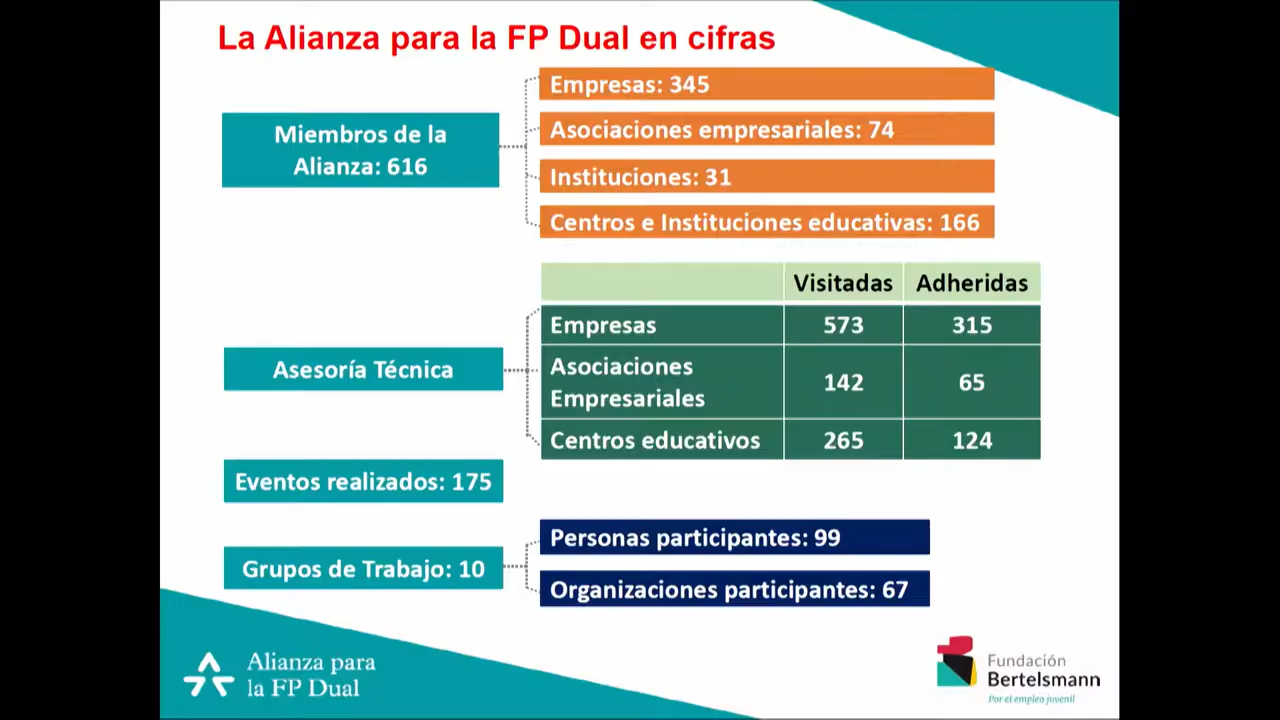 La Alianza para la FP Dual en cifras
Miembros de la
Alianza: 616
Empresas: 345
Asociaciones empresariales: 74
Instituciones: 31
Centros e Instituciones educativas: 166
Asesoría Técnica
Visitadas Adheridas
Empresas 573 315
Asociaciones
Empresariales 142 65
Centros educativos 265 124
Eventos realizados: 175
Grupos de Trabajo: 10
Personas participantes: 99
Organizaciones participantes: 67
Alianza para
la FP Dual
Fundación
Bertelsmann
Por el empleo juvenil